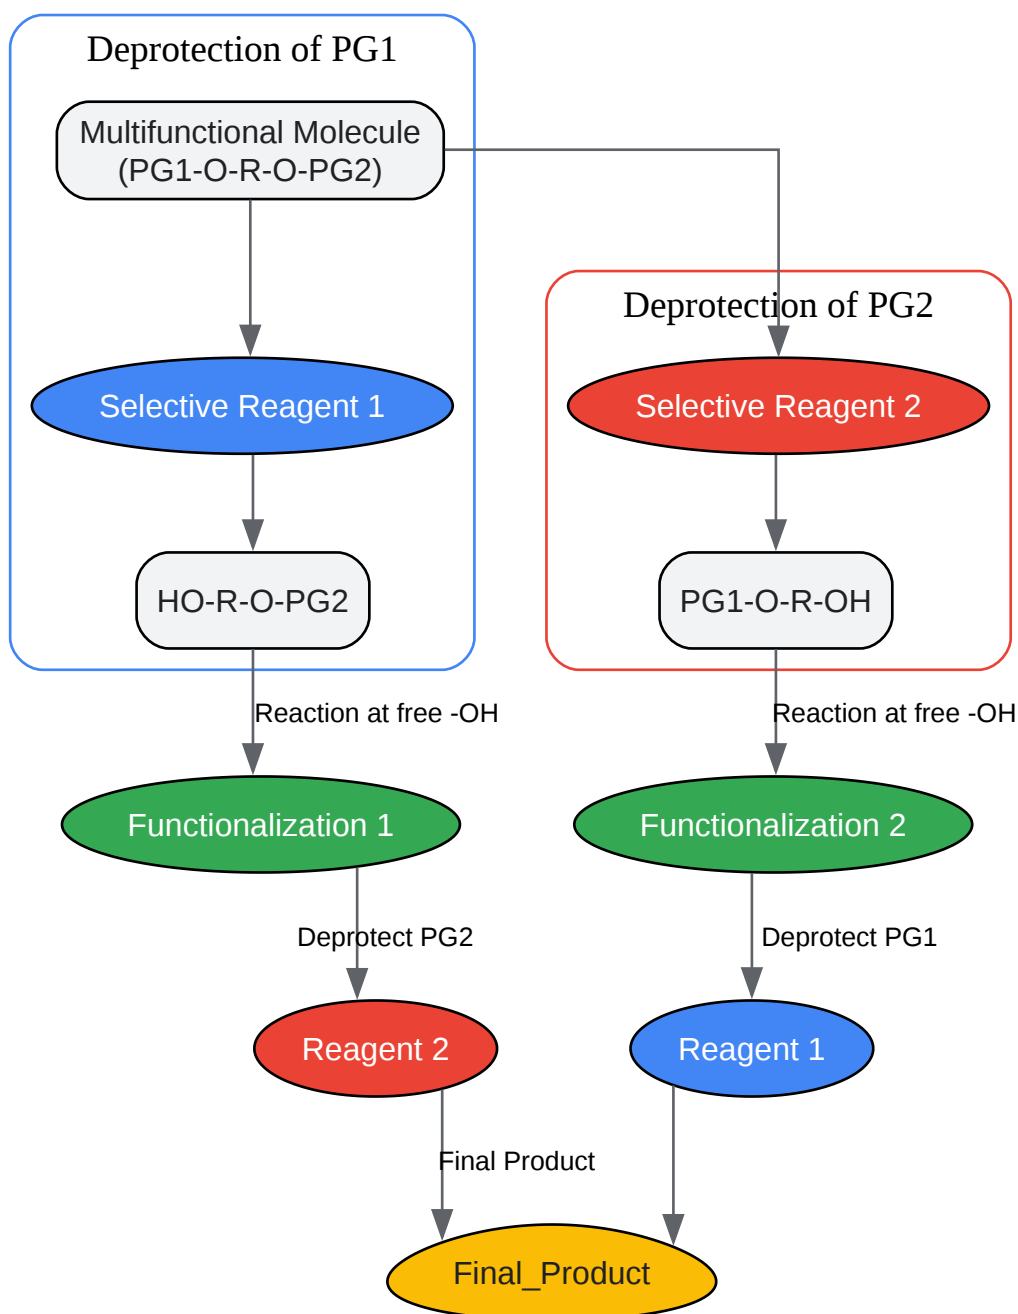 Deprotection of PG1
Multifunctional Molecule
(PG1-O-R-O-PG2)
Deprotection of PG2
Selective Reagent 1
Selective Reagent 2
HO-R-O-PG2
PG1-O-R-OH
Reaction at free -OH
Reaction at free -OH
Functionalization 1
Functionalization 2
Deprotect PG2
Deprotect PG1
Reagent 2
Reagent 1
Final Product
Final_Product